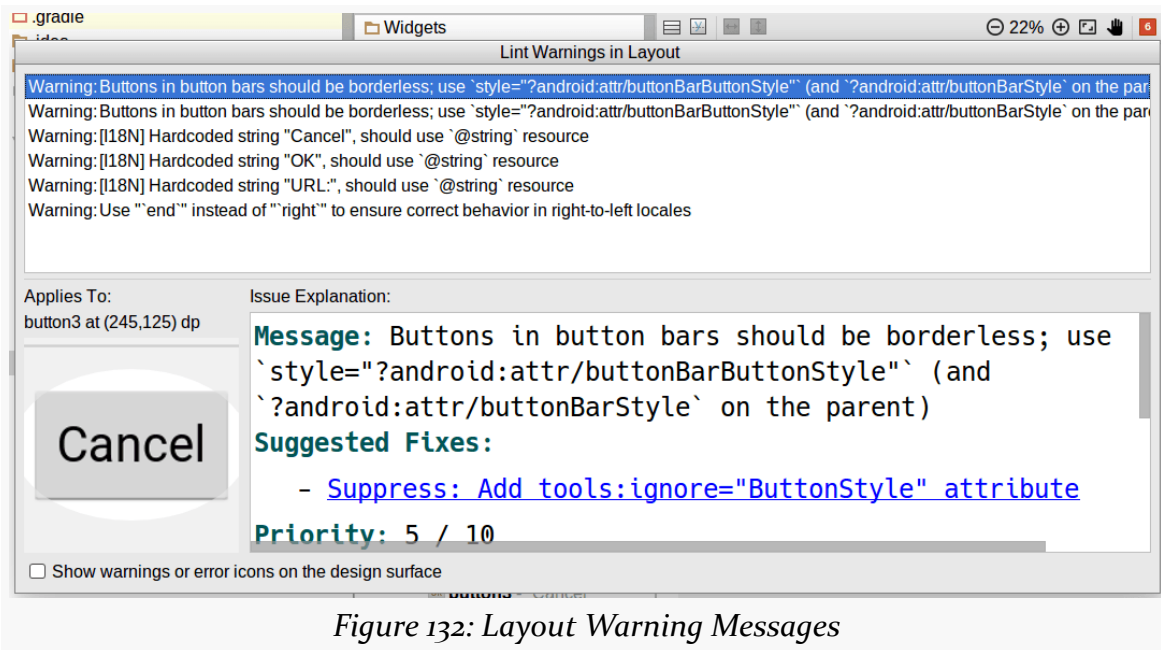 .gradle
.idea
Widgets
22%
6
Lint Warnings in Layout
Warning: Buttons in button bars should be borderless; use `style="?android:attr/buttonBarButtonStyle"` (and `?android:attr/buttonBarStyle` on the par
Warning: Buttons in button bars should be borderless; use `style="?android:attr/buttonBarButtonStyle"` (and `?android:attr/buttonBarStyle` on the par
Warning: [I18N] Hardcoded string "Cancel", should use `@string` resource
Warning: [I18N] Hardcoded string "OK", should use `@string` resource
Warning: [I18N] Hardcoded string "URL:", should use `@string` resource
Warning: Use "`end`" instead of "`right`" to ensure correct behavior in right-to-left locales
Applies To:
button3 at (245,125) dp
Cancel
Issue Explanation:
Message: Buttons in button bars should be borderless; use
`style="?android:attr/buttonBarButtonStyle"` (and
`?android:attr/buttonBarStyle` on the parent)
Suggested Fixes:
- Suppress: Add tools:ignore="ButtonStyle" attribute
Priority: 5 / 10
Show warnings or error icons on the design surface
buttons - Cancel
Figure 132: Layout Warning Messages